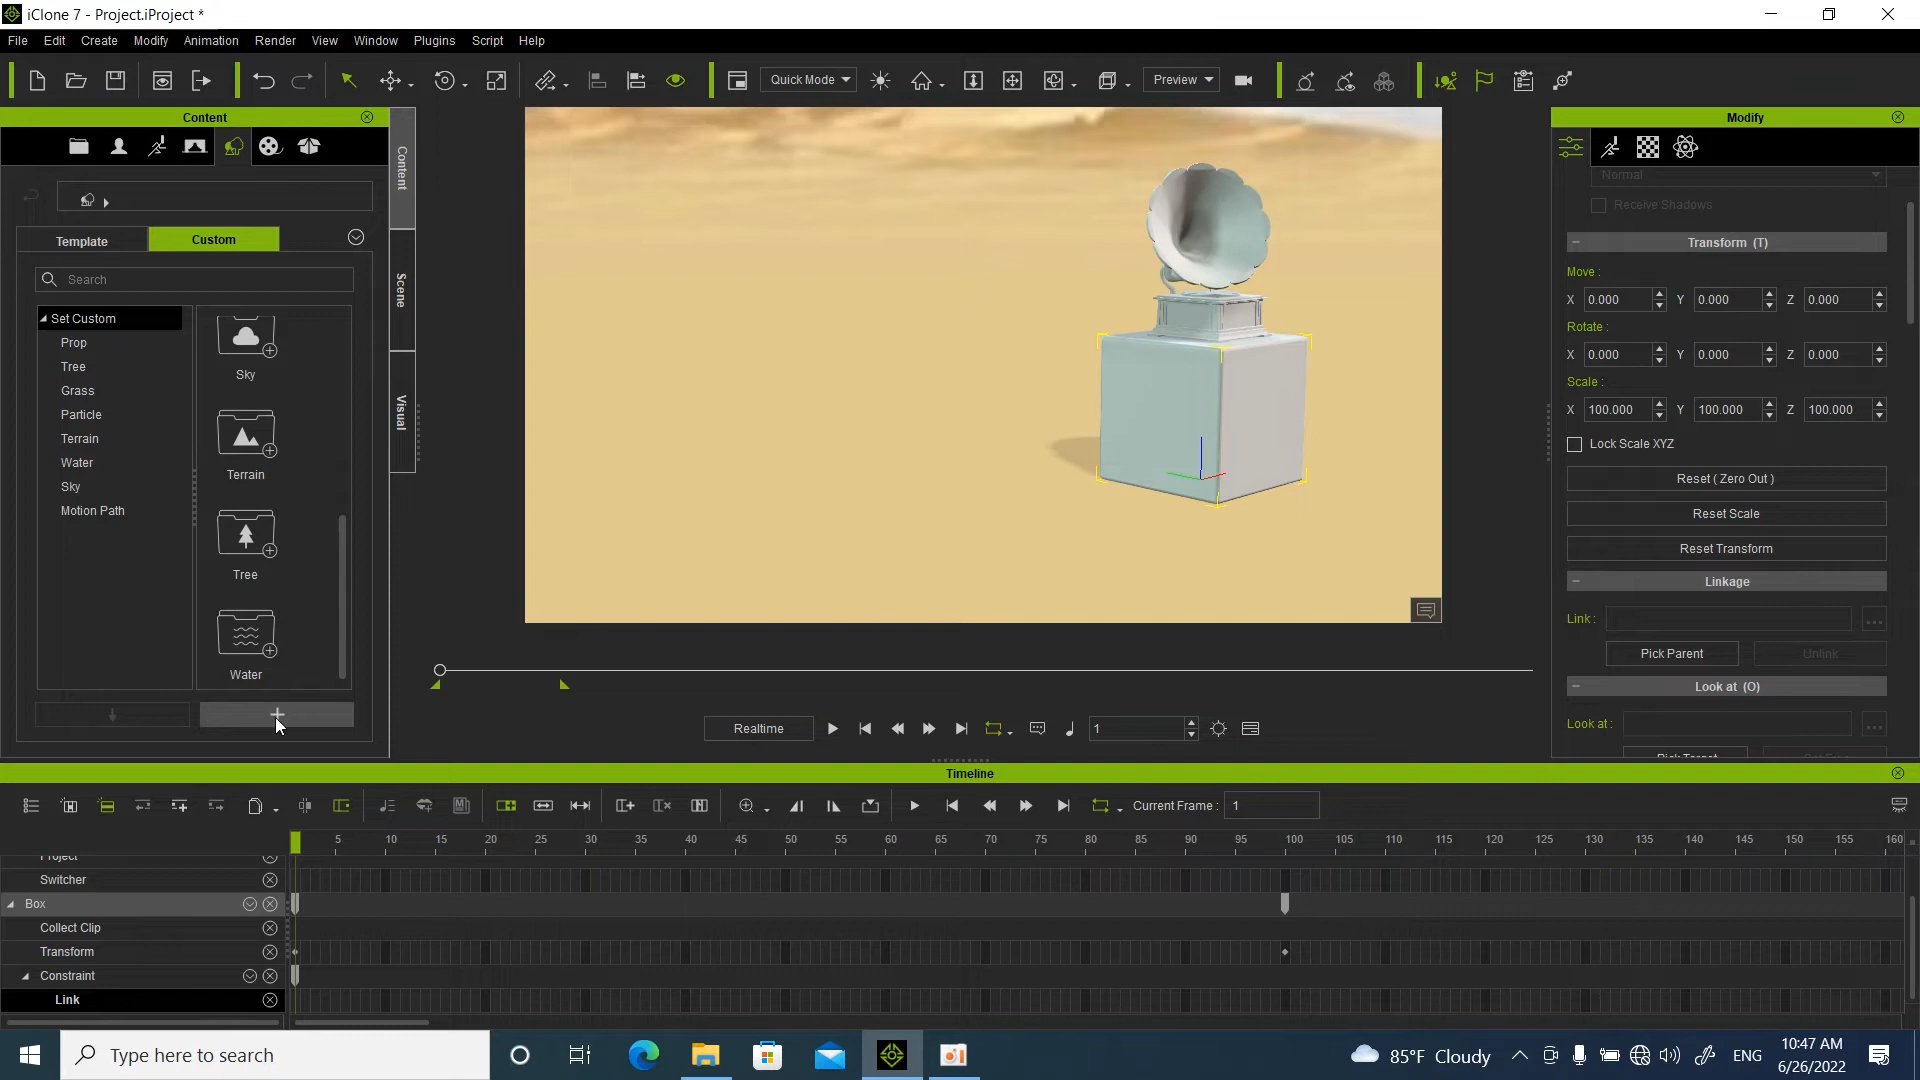 iClone 7 - Project.iProject *
File Edit Create Modify Animation Render View Window Plugins Script Help
Quick Mode Preview
Content
Modify
Content
Scene
Visual
Template Custom
Search
Set Custom
Prop
Tree
Grass
Particle
Terrain
Water
Sky
Motion Path
Sky
Terrain
Tree
Water
Normal
Receive Shadows
Transform (T)
Move :
X 0.000 Y 0.000 Z 0.000
Rotate :
X 0.000 Y 0.000 Z 0.000
Scale :
X 100.000 Y 100.000 Z 100.000
Lock Scale XYZ
Reset ( Zero Out )
Reset Scale
Reset Transform
Linkage
Link :
Pick Parent Unlink
Look at (O)
Look at :
Pick Target
Realtime 1
Timeline
Current Frame : 1
5 10 15 20 25 30 35 40 45 50 55 60 65 70 75 80 85 90 95 100 105 110 115 120 125 130 135 140 145 150 155 160
Project
Switcher
Box
Collect Clip
Transform
Constraint
Link
Type here to search
85°F Cloudy
ENG
10:47 AM
6/26/2022